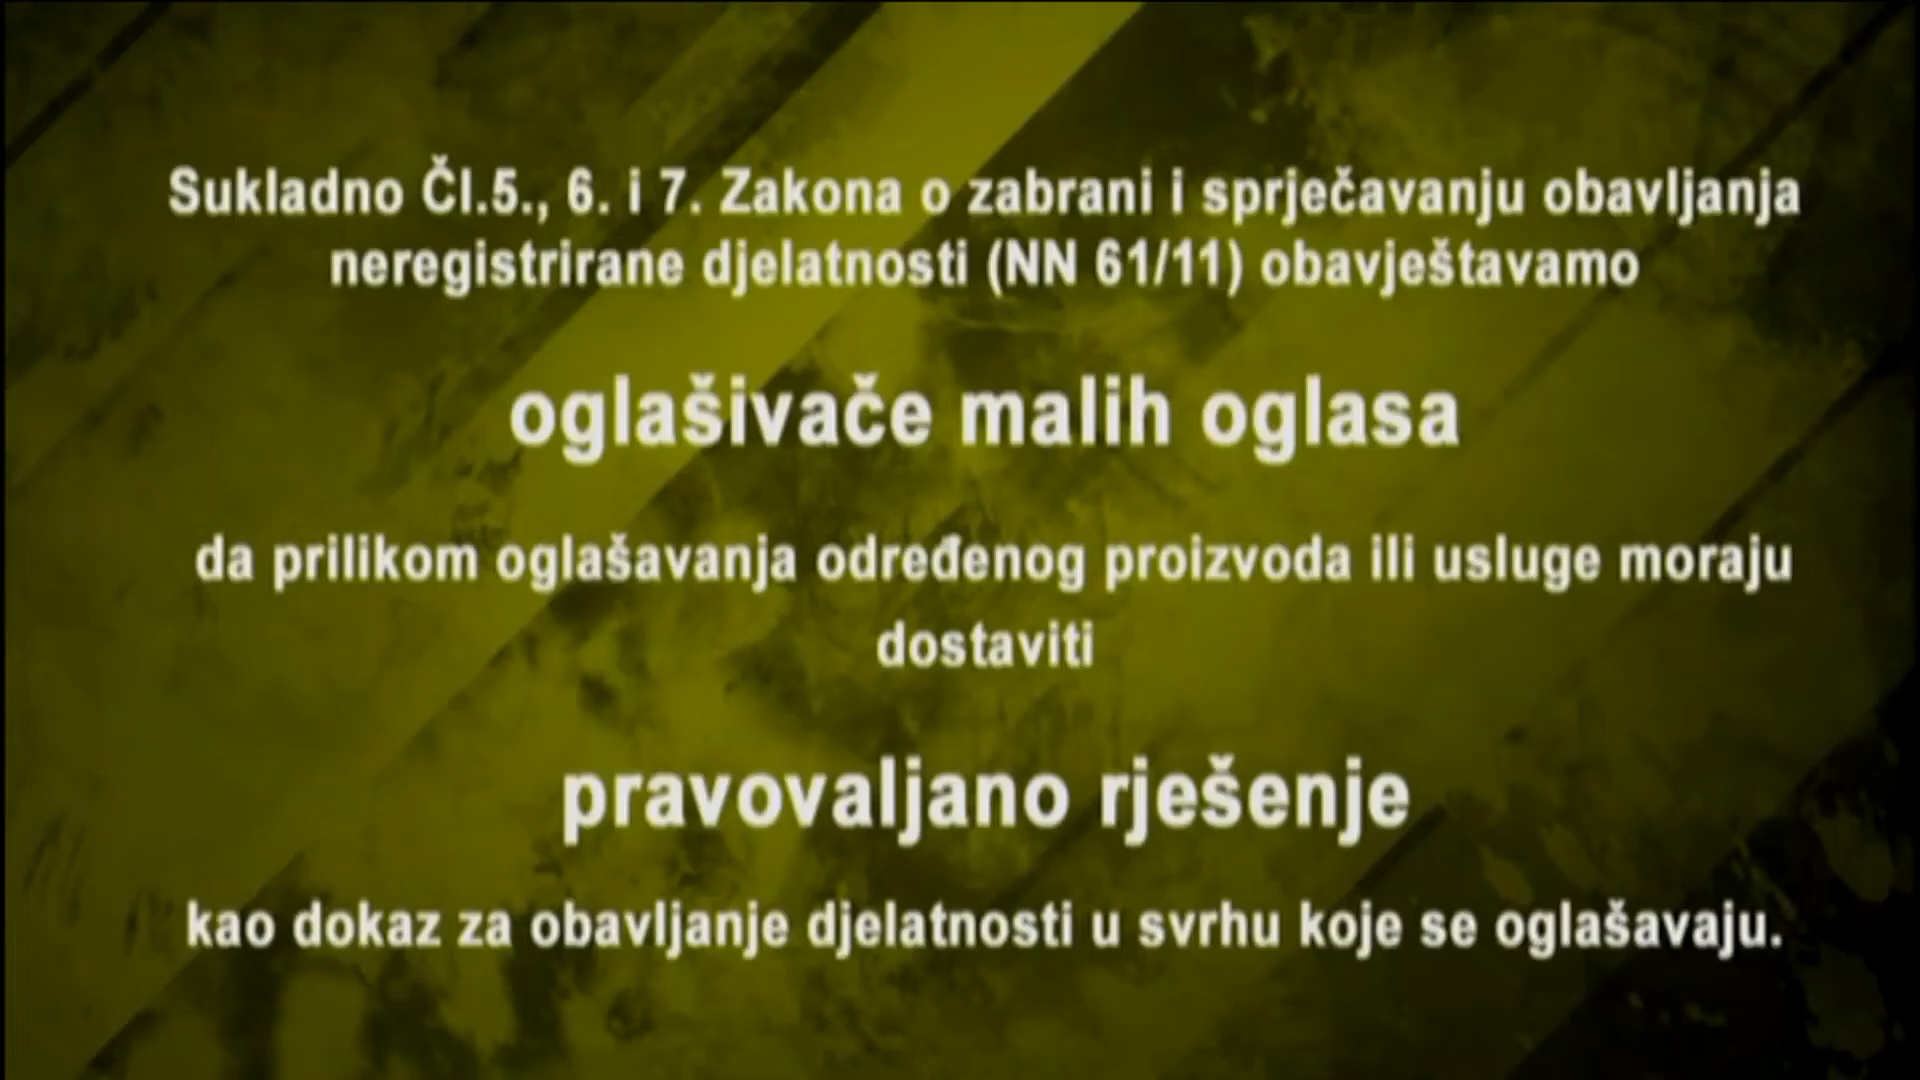 Sukladno Čl.5., 6. i 7. Zakona o zabrani i sprječavanju obavljanja
neregistrirane djelatnosti (NN 61/11) obavještavamo
oglašivače malih oglasa
da prilikom oglašavanja određenog proizvoda ili usluge moraju
dostaviti
pravovaljano rješenje
kao dokaz za obavljanje djelatnosti u svrhu koje se oglašavaju.